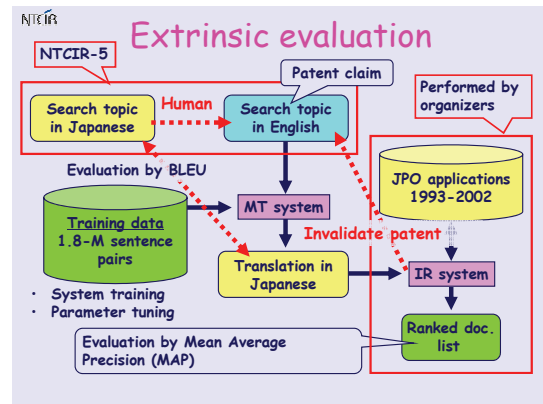 NTCIR
Extrinsic evaluation
NTCIR-5
Patent claim
Performed by
organizers
Search topic
in Japanese
Human
Search topic
in English
Evaluation by BLEU
JPO applications
1993-2002
Training data
1.8-M sentence
pairs
MT system
Invalidate patent
Translation in
Japanese
IR system
· System training
· Parameter tuning
Ranked doc.
list
Evaluation by Mean Average
Precision (MAP)